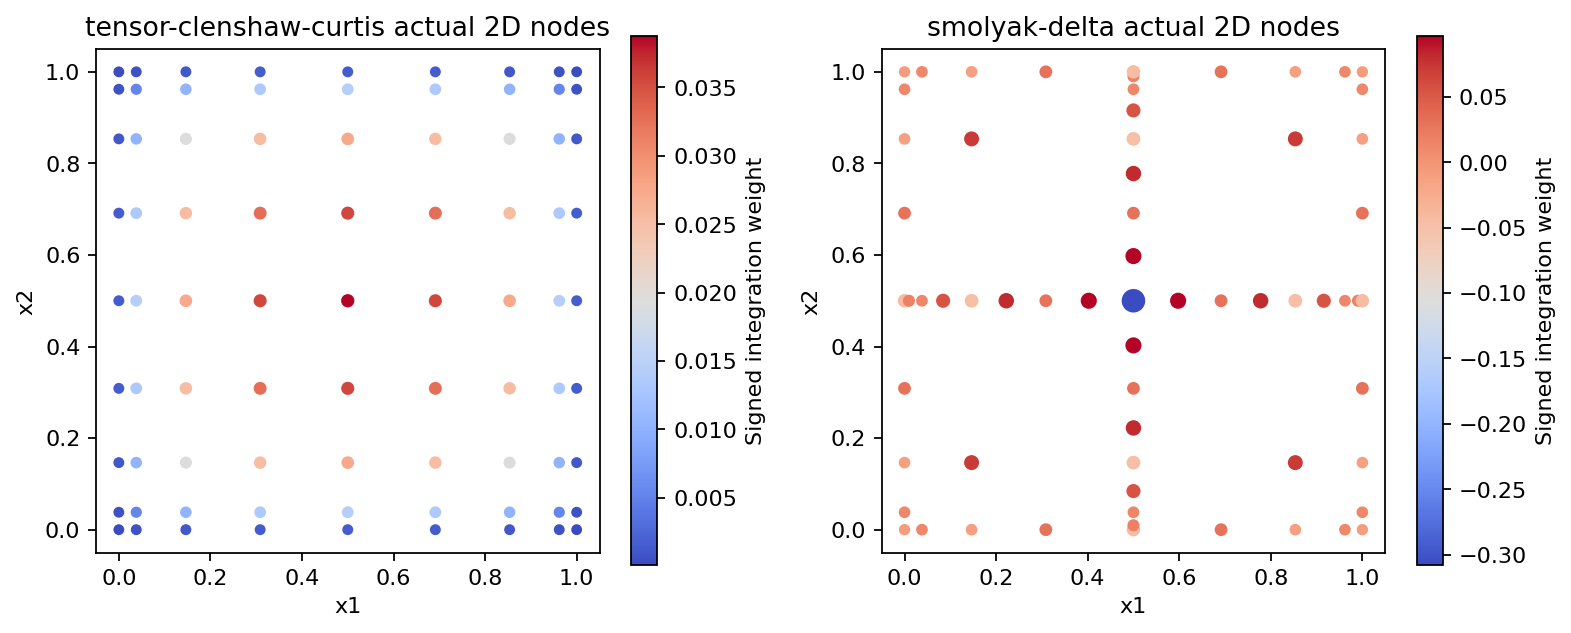 tensor-clenshaw-curtis actual 2D nodes
1.0
0.8
0.6
0.4
0.2
0.0
x2
0.0 0.2 0.4 0.6 0.8 1.0
x1
0.035
0.030
0.025
0.020
0.015
0.010
0.005
Signed integration weight
smolyak-delta actual 2D nodes
1.0
0.8
0.6
0.4
0.2
0.0
x2
0.0 0.2 0.4 0.6 0.8 1.0
x1
0.05
0.00
−0.05
−0.10
−0.15
−0.20
−0.25
−0.30
Signed integration weight